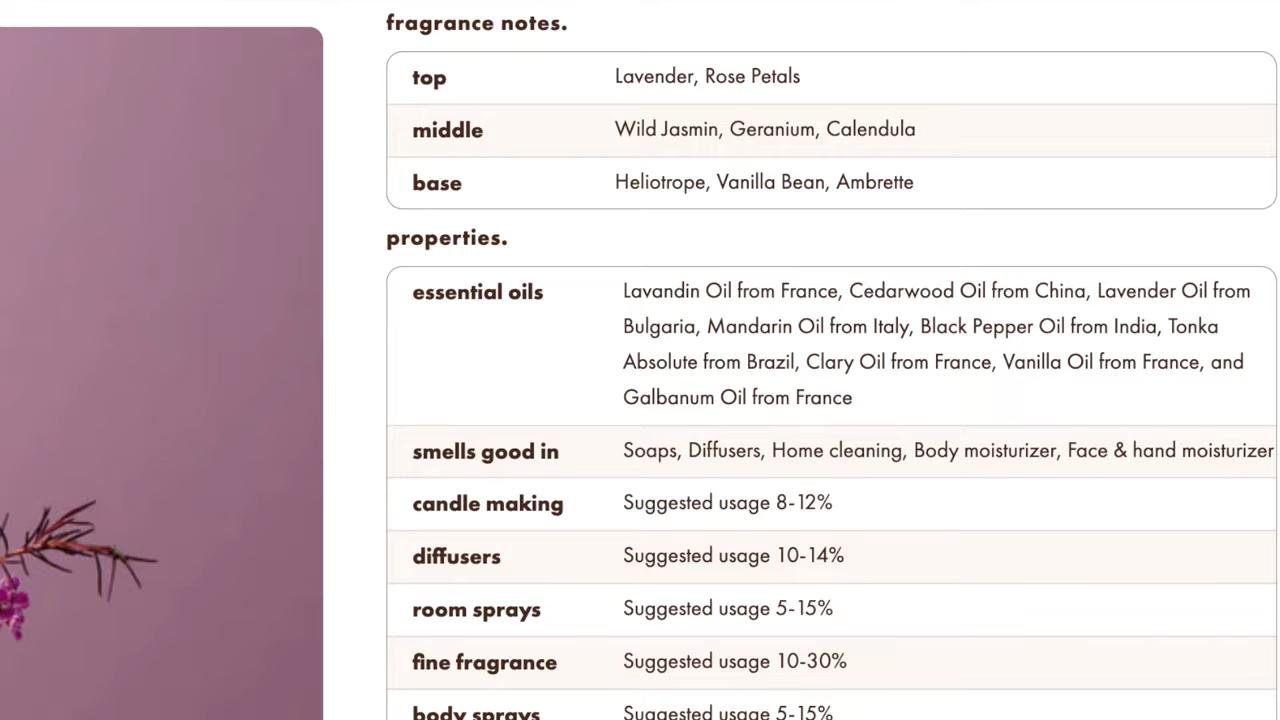 fragrance notes.
top Lavender, Rose Petals
middle Wild Jasmin, Geranium, Calendula
base Heliotrope, Vanilla Bean, Ambrette
properties.
essential oils Lavandin Oil from France, Cedarwood Oil from China, Lavender Oil from
Bulgaria, Mandarin Oil from Italy, Black Pepper Oil from India, Tonka
Absolute from Brazil, Clary Oil from France, Vanilla Oil from France, and
Galbanum Oil from France
smells good in Soaps, Diffusers, Home cleaning, Body moisturizer, Face & hand moisturizer
candle making Suggested usage 8-12%
diffusers Suggested usage 10-14%
room sprays Suggested usage 5-15%
fine fragrance Suggested usage 10-30%
body sprays Suggested usage 5-15%